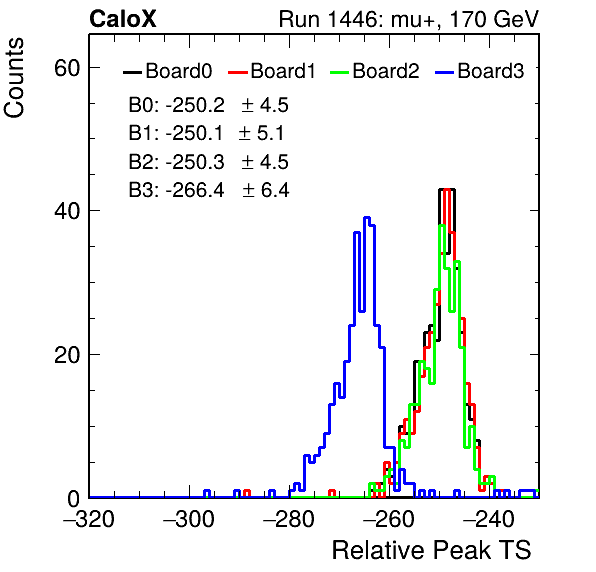 CaloX Run 1446: mu+, 170 GeV
Counts
Board0 Board1 Board2 Board3
B0: -250.2 ± 4.5
B1: -250.1 ± 5.1
B2: -250.3 ± 4.5
B3: -266.4 ± 6.4
60
40
20
0
−320 −300 −280 −260 −240
Relative Peak TS